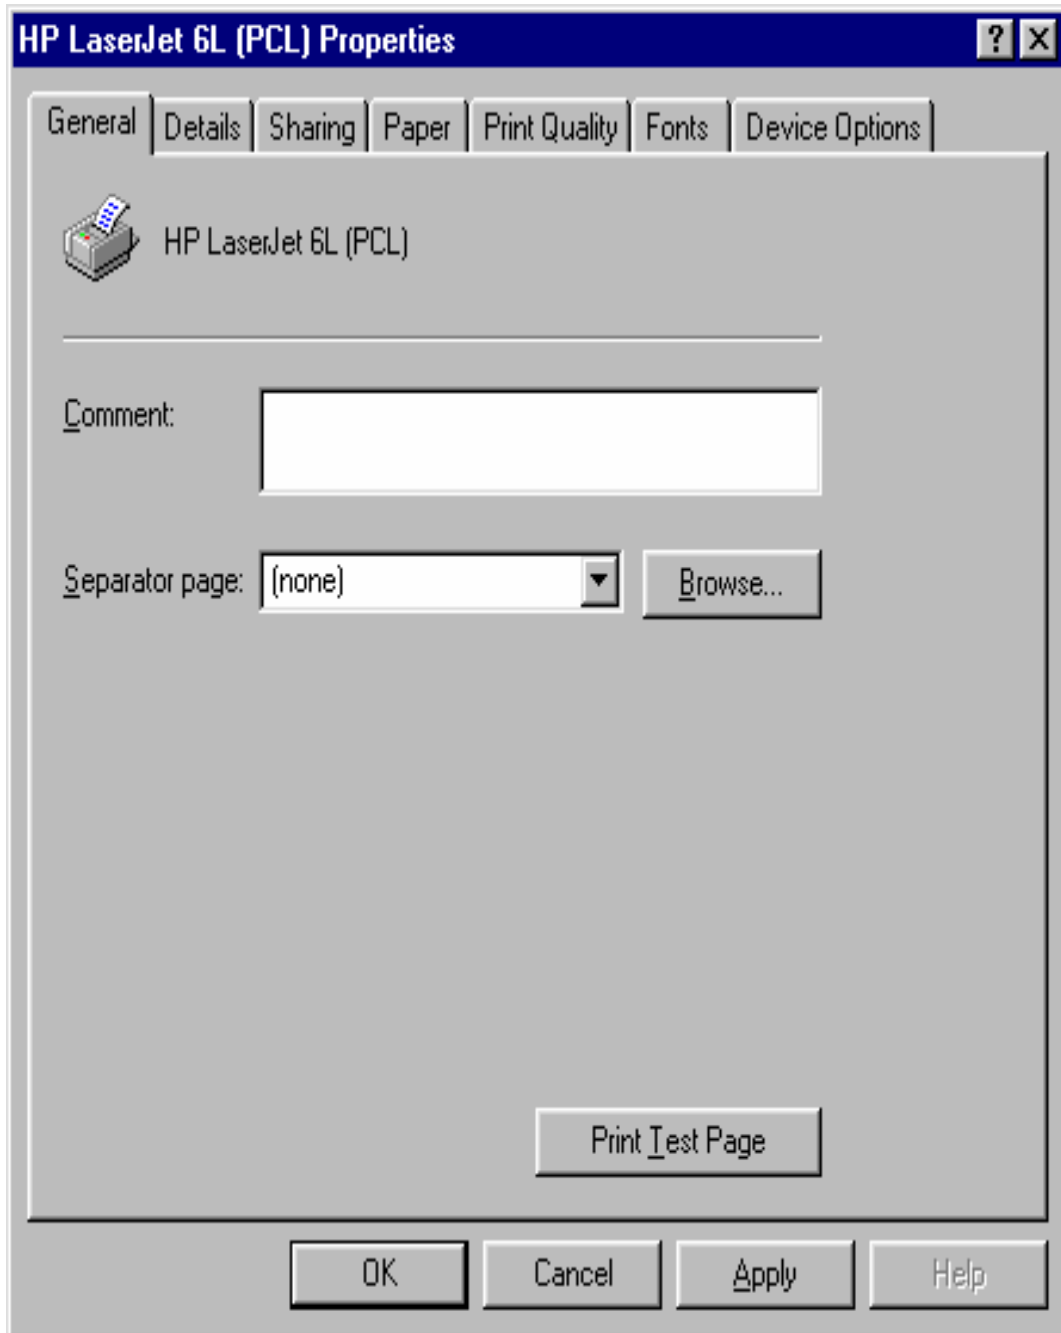 HP LaserJet 6L (PCL) Properties
General Details Sharing Paper Print Quality Fonts Device Options
HP LaserJet 6L (PCL)
Comment:
Separator page: (none) Browse...
Print Test Page
OK Cancel Apply Help